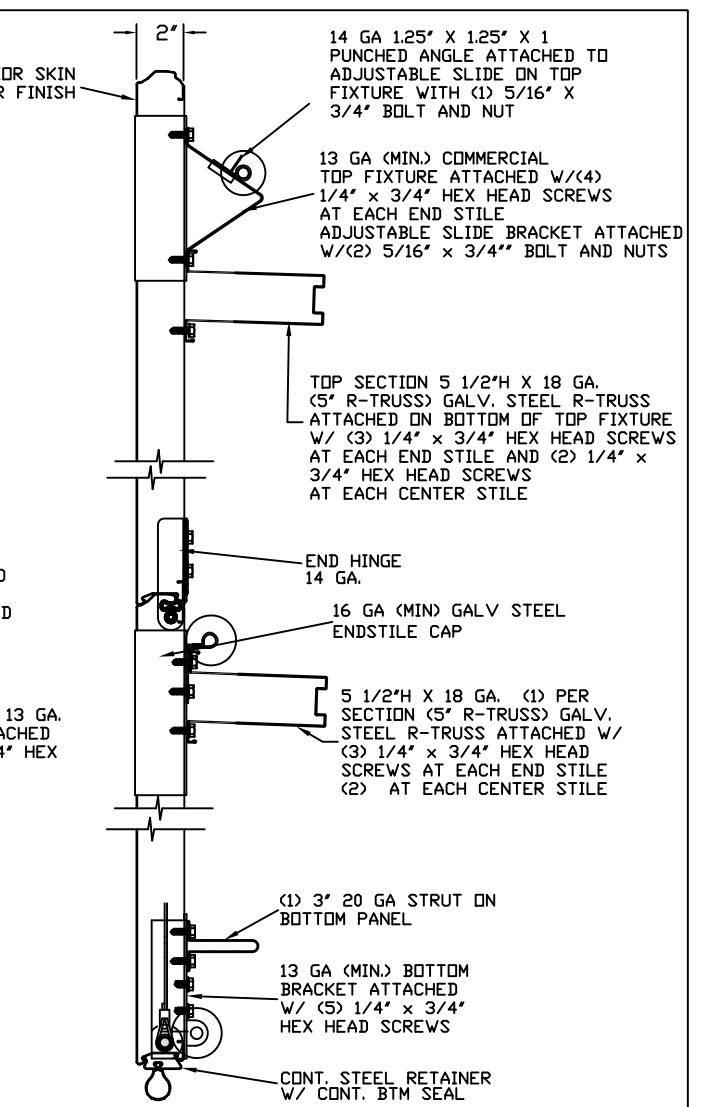 2"
OR SKIN
R FINISH
14 GA 1.25" X 1.25" X 1
PUNCHED ANGLE ATTACHED TO
ADJUSTABLE SLIDE ON TOP
FIXTURE WITH (1) 5/16" X
3/4" BOLT AND NUT
13 GA (MIN.) COMMERCIAL
TOP FIXTURE ATTACHED W/(4)
1/4" x 3/4" HEX HEAD SCREWS
AT EACH END STILE
ADJUSTABLE SLIDE BRACKET ATTACHED
W/(2) 5/16" x 3/4"" BOLT AND NUTS
TOP SECTION 5 1/2"H X 18 GA.
(5" R-TRUSS) GALV. STEEL R-TRUSS
ATTACHED ON BOTTOM OF TOP FIXTURE
W/ (3) 1/4" x 3/4" HEX HEAD SCREWS
AT EACH END STILE AND (2) 1/4" x
3/4" HEX HEAD SCREWS
AT EACH CENTER STILE
END HINGE
14 GA.
D
16 GA (MIN) GALV STEEL
ENDSTILE CAP
13 GA.
ACHED
4" HEX
5 1/2"H X 18 GA. (1) PER
SECTION (5" R-TRUSS) GALV.
STEEL R-TRUSS ATTACHED W/
(3) 1/4" x 3/4" HEX HEAD
SCREWS AT EACH END STILE
(2) AT EACH CENTER STILE
(1) 3" 20 GA STRUT ON
BOTTOM PANEL
13 GA (MIN.) BOTTOM
BRACKET ATTACHED
W/ (5) 1/4" x 3/4"
HEX HEAD SCREWS
CONT. STEEL RETAINER
W/ CONT. BTM SEAL